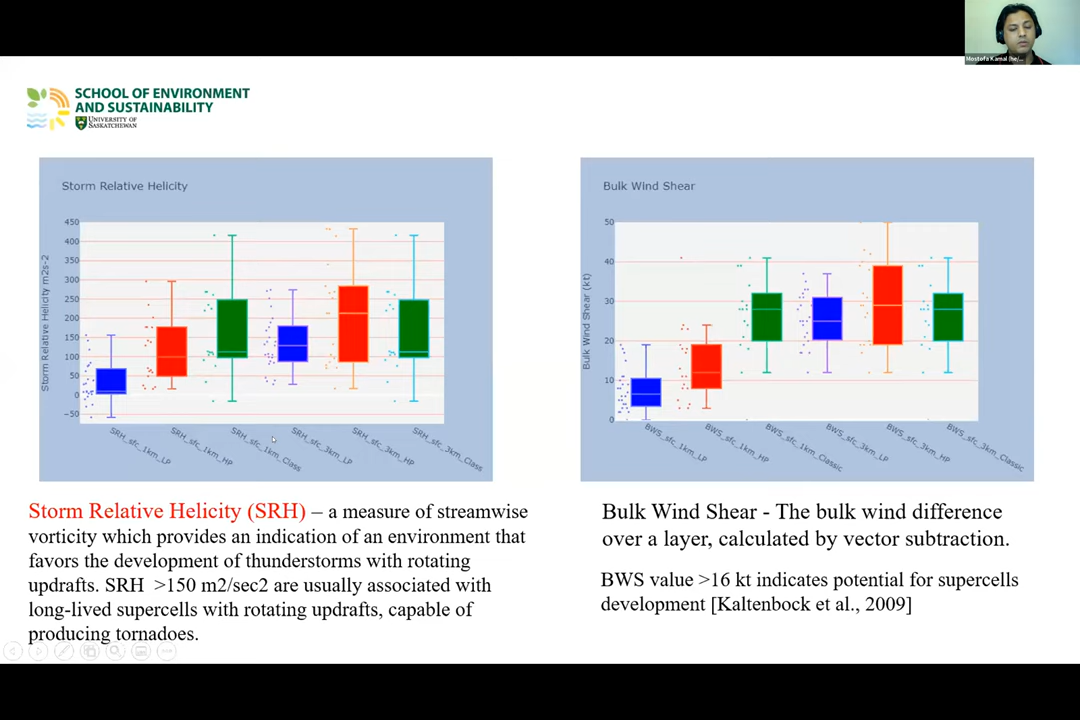 Mostofa Kamal (he/...
SCHOOL OF ENVIRONMENT
AND SUSTAINABILITY
UNIVERSITY OF
SASKATCHEWAN
Storm Relative Helicity
Storm Relative Helicity m2s-2
450
400
350
300
250
200
150
100
50
0
−50
SRH_sfc_1km_LP
SRH_sfc_1km_HP
SRH_sfc_1km_Class
SRH_sfc_3km_LP
SRH_sfc_3km_HP
SRH_sfc_3km_Class
Bulk Wind Shear
Bulk Wind Shear (kt)
50
40
30
20
10
0
BWS_sfc_1km_LP
BWS_sfc_1km_HP
BWS_sfc_1km_Classic
BWS_sfc_3km_LP
BWS_sfc_3km_HP
BWS_sfc_3km_Classic
Storm Relative Helicity (SRH) – a measure of streamwise
vorticity which provides an indication of an environment that
favors the development of thunderstorms with rotating
updrafts. SRH >150 m2/sec2 are usually associated with
long-lived supercells with rotating updrafts, capable of
producing tornadoes.
Bulk Wind Shear - The bulk wind difference
over a layer, calculated by vector subtraction.
BWS value >16 kt indicates potential for supercells
development [Kaltenbock et al., 2009]